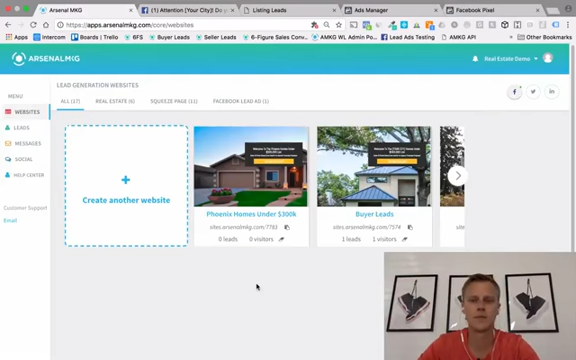 Arsenal MKG
(1) Attention [Your City]! Do yo
Listing Leads
Ads Manager
Facebook Pixel
Secure | https://apps.arsenalmkg.com/core/websites
Apps
Intercom
Boards | Trello
6FS
Buyer Leads
Seller Leads
6-Figure Sales Conv...
AMKG WL Admin Po...
Lead Ads Testing
AMKG API
ARSENALMKG
Real Estate Demo
MENU
WEBSITES
LEADS
MESSAGES
SOCIAL
HELP CENTER
Customer Support
Email
LEAD GENERATION WEBSITES
ALL (17)
REAL ESTATE (6)
SQUEEZE PAGE (11)
FACEBOOK LEAD AD (1)
Create another website
Phoenix Homes Under $300k
sites.arsenalmkg.com/7781
0 leads 0 visitors
Buyer Leads
sites.arsenalmkg.com/7574
1 leads 1 visitors